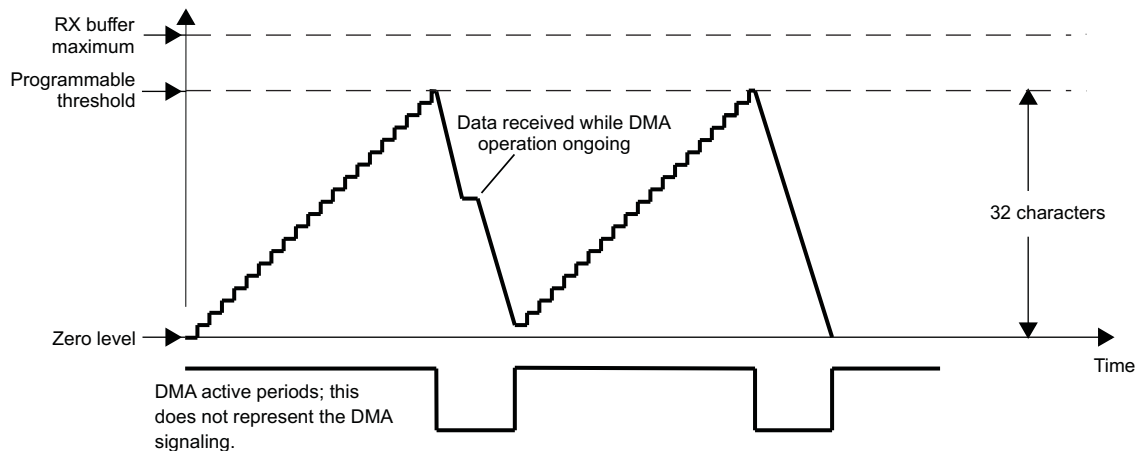 RX buffer
maximum
Programmable
threshold
Data received while DMA
operation ongoing
32 characters
Zero level
Time
DMA active periods; this
does not represent the DMA
signaling.